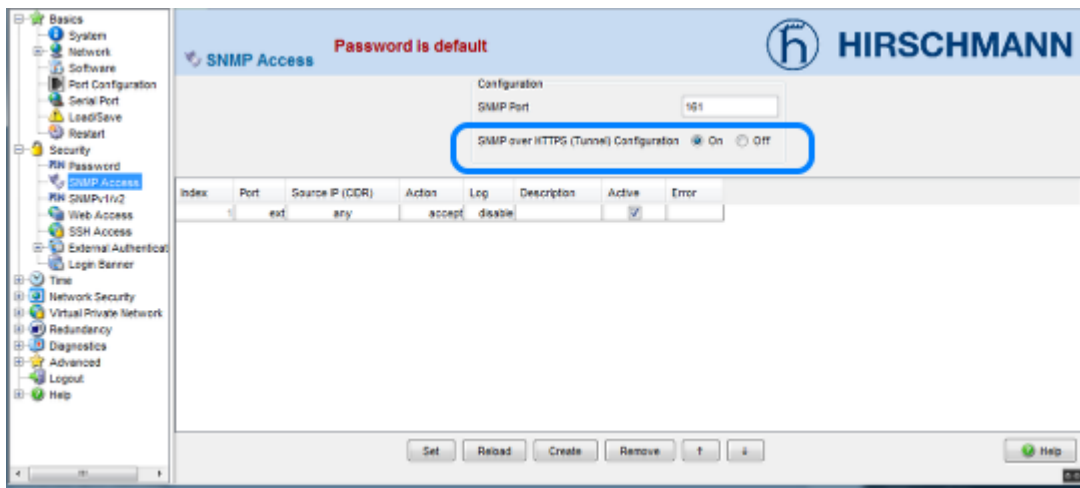 Basics
System
Network
Software
Port Configuration
Serial Port
Load/Save
Restart
Security
Password
SNMP Access
SNMPv1/v2
Web Access
SSH Access
External Authenticat
Login Banner
Time
Network Security
Virtual Private Network
Redundancy
Diagnostics
Advanced
Logout
Help
SNMP Access
Password is default
HIRSCHMANN
Configuration
SNMP Port 161
SNMP over HTTPS (Tunnel) Configuration On Off
Index Port Source IP (CIDR) Action Log Description Active Error
1 ext any accept disable
Set Reload Create Remove ↑ ↓
Help